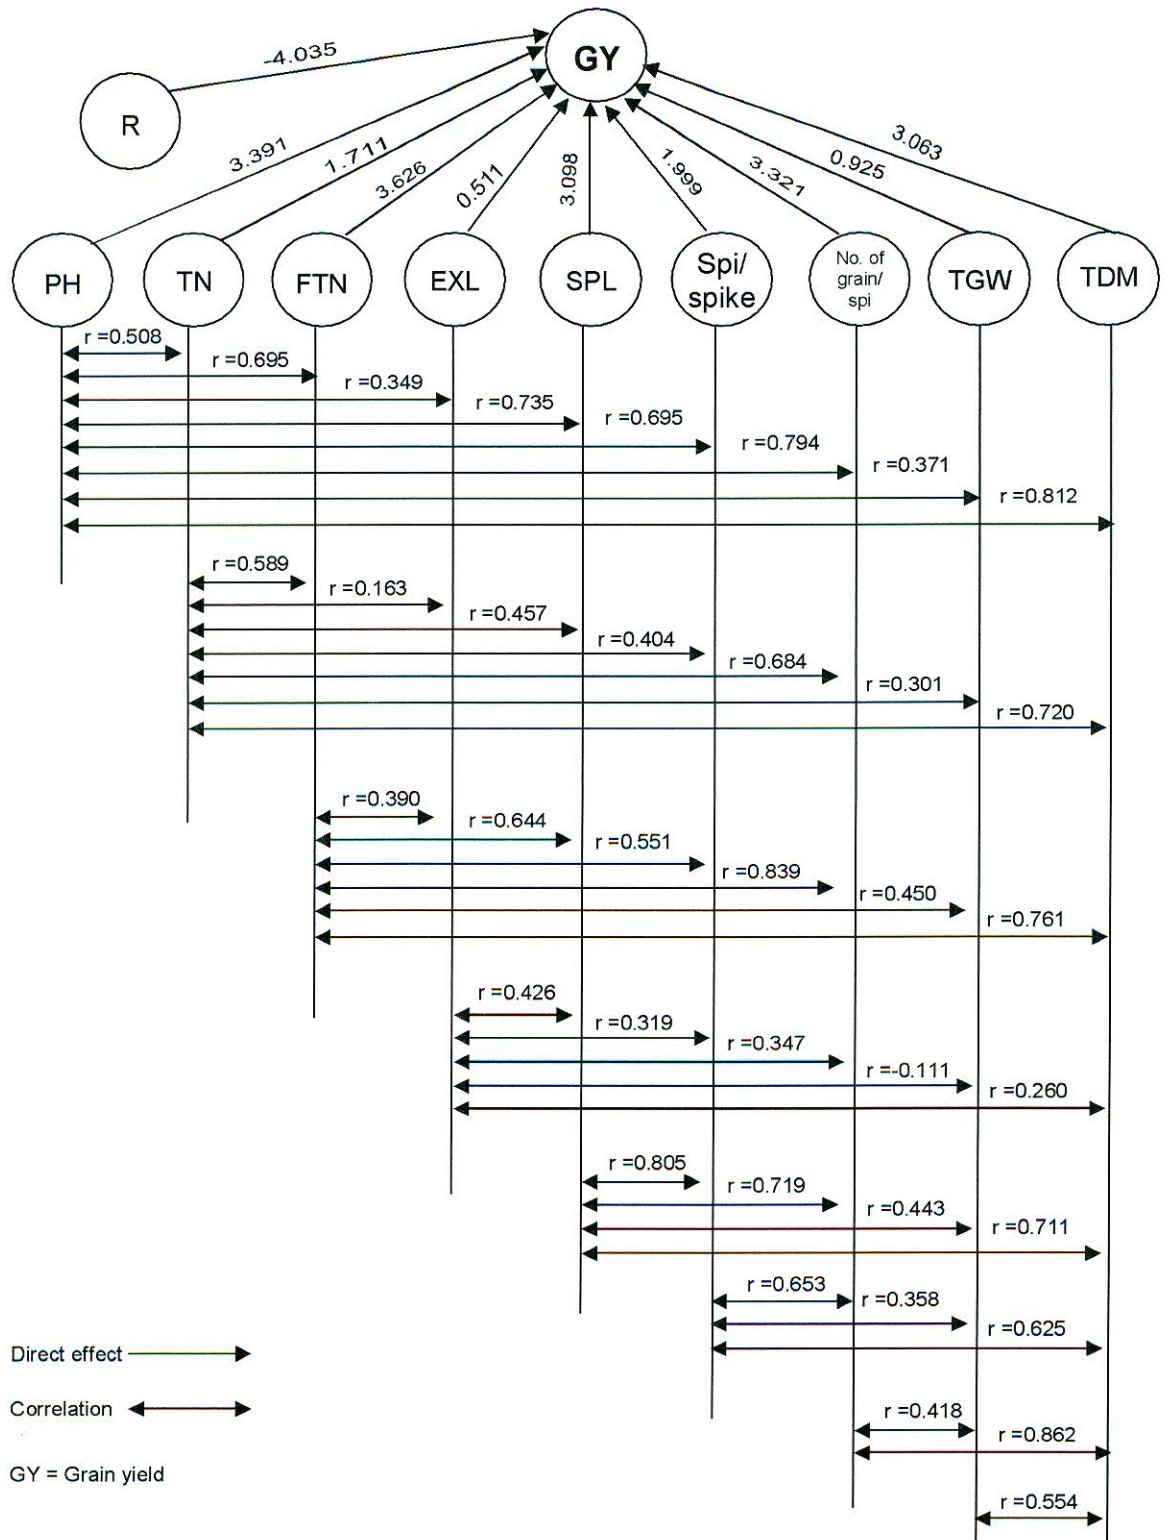 GY
-4.035
R
3.391
1.711
3.626
0.511
3.098
1.999
3.321
0.925
3.063
PH
TN
FTN
EXL
SPL
Spi/
spike
No. of
grain/
spi
TGW
TDM
r =0.508
r =0.695
r =0.349
r =0.735
r =0.695
r =0.794
r =0.371
r =0.812
r =0.589
r =0.163
r =0.457
r =0.404
r =0.684
r =0.301
r =0.720
r =0.390
r =0.644
r =0.551
r =0.839
r =0.450
r =0.761
r =0.426
r =0.319
r =0.347
r =-0.111
r =0.260
r =0.805
r =0.719
r =0.443
r =0.711
r =0.653
r =0.358
r =0.625
Direct effect
Correlation
r =0.418
r =0.862
GY = Grain yield
r =0.554